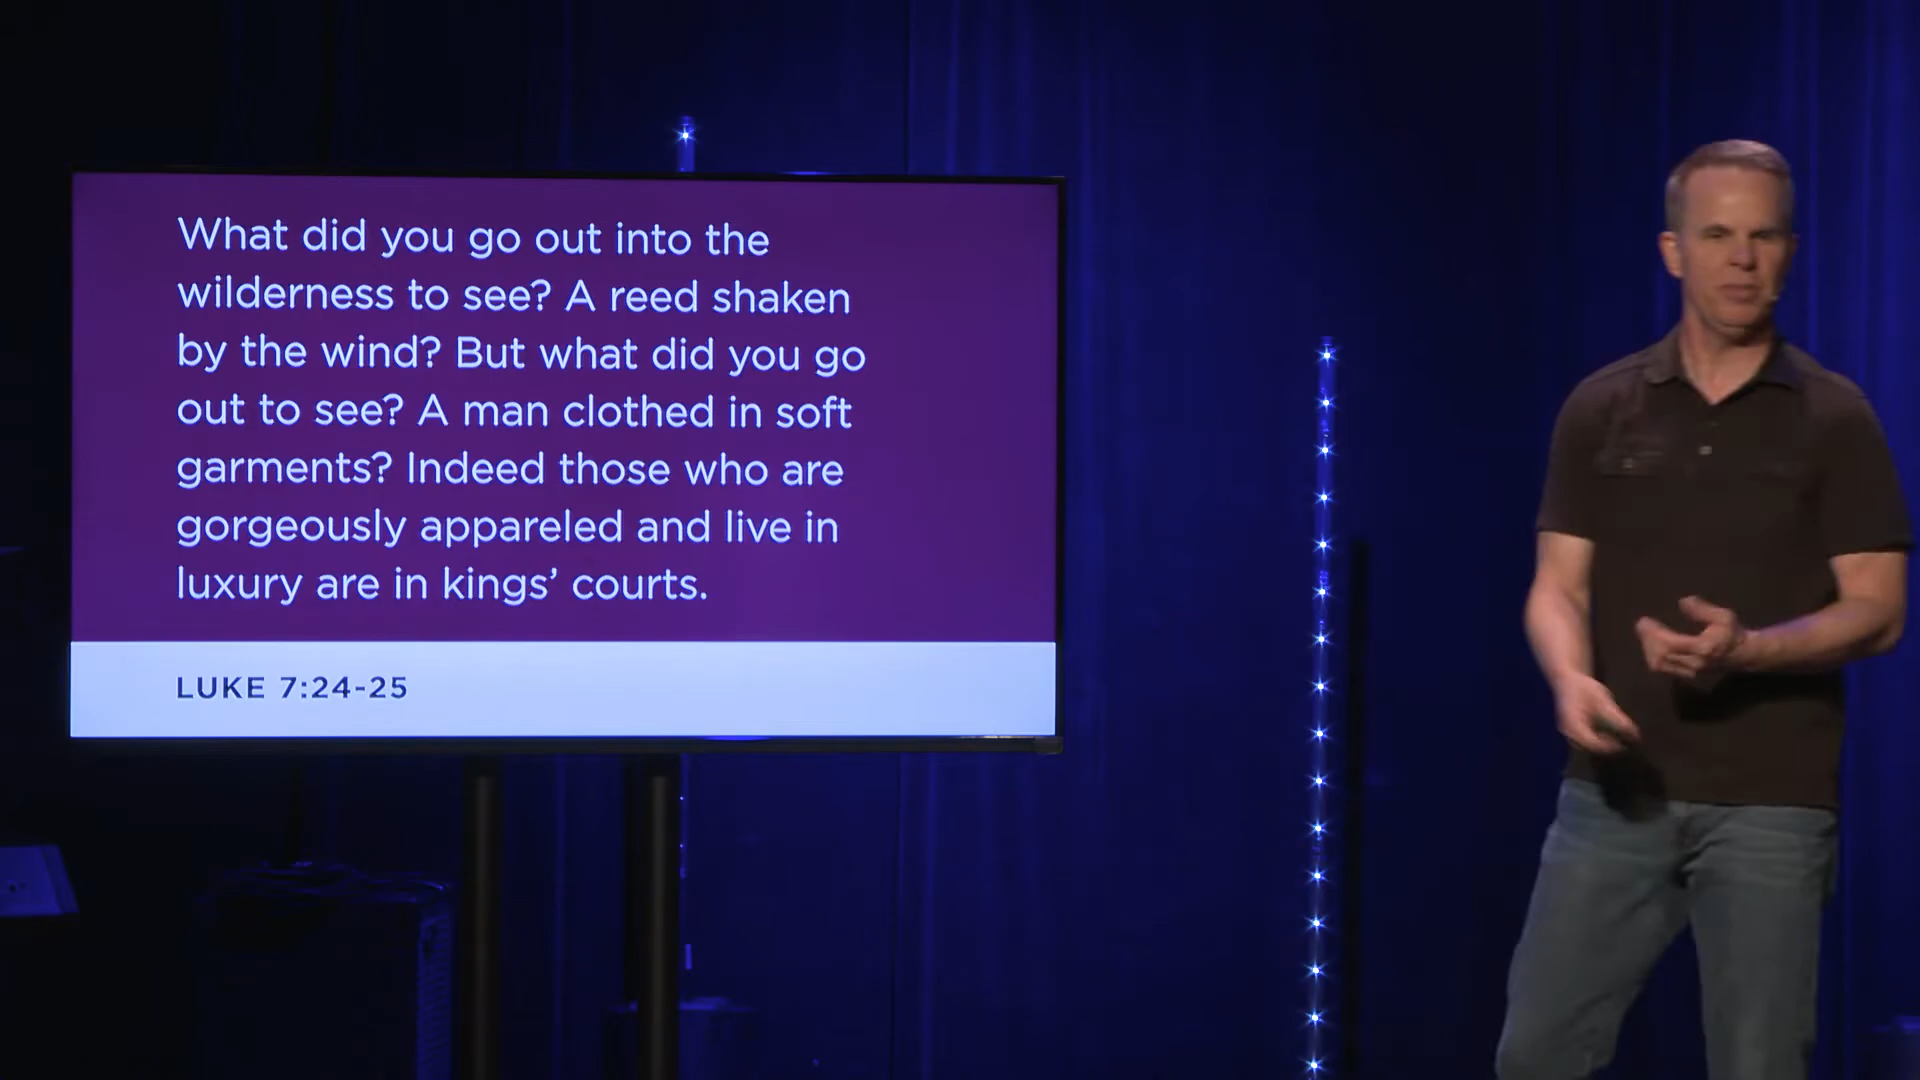 What did you go out into the
wilderness to see? A reed shaken
by the wind? But what did you go
out to see? A man clothed in soft
garments? Indeed those who are
gorgeously appareled and live in
luxury are in kings’ courts.
LUKE 7:24-25